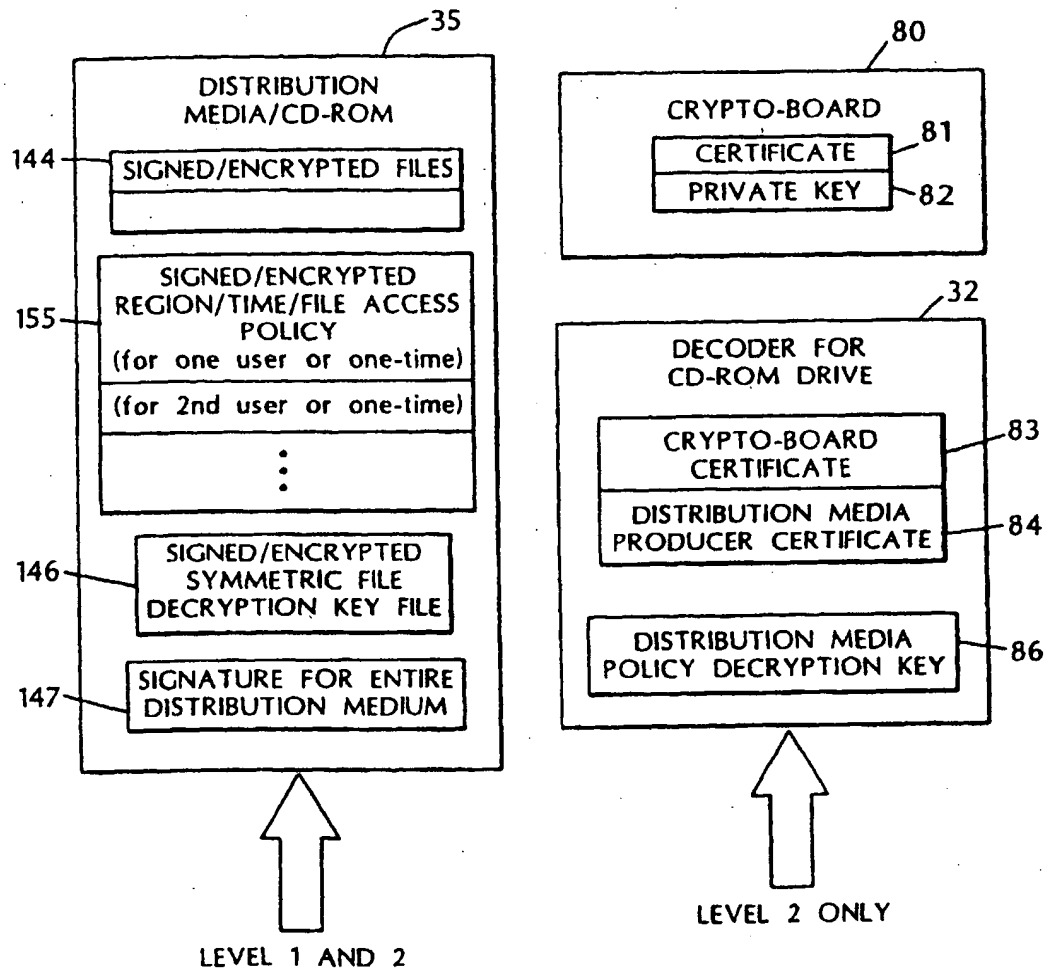 35
DISTRIBUTION
MEDIA/CD-ROM
144
SIGNED/ENCRYPTED FILES
155
SIGNED/ENCRYPTED
REGION/TIME/FILE ACCESS
POLICY
(for one user or one-time)
(for 2nd user or one-time)
146
SIGNED/ENCRYPTED
SYMMETRIC FILE
DECRYPTION KEY FILE
147
SIGNATURE FOR ENTIRE
DISTRIBUTION MEDIUM
LEVEL 1 AND 2
80
CRYPTO-BOARD
81
CERTIFICATE
PRIVATE KEY
82
32
DECODER FOR
CD-ROM DRIVE
83
CRYPTO-BOARD
CERTIFICATE
DISTRIBUTION MEDIA
PRODUCER CERTIFICATE
84
DISTRIBUTION MEDIA
POLICY DECRYPTION KEY
86
LEVEL 2 ONLY